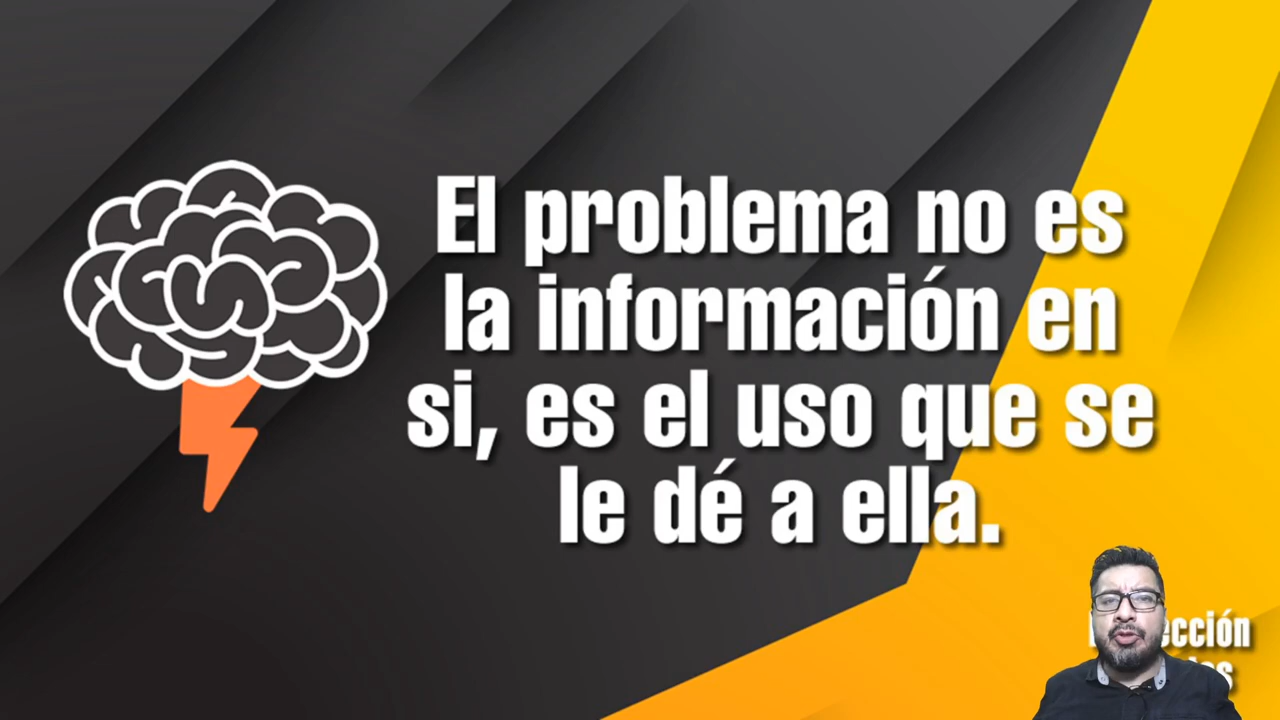 El problema no es
la información en
si, es el uso que se
le dé a ella.